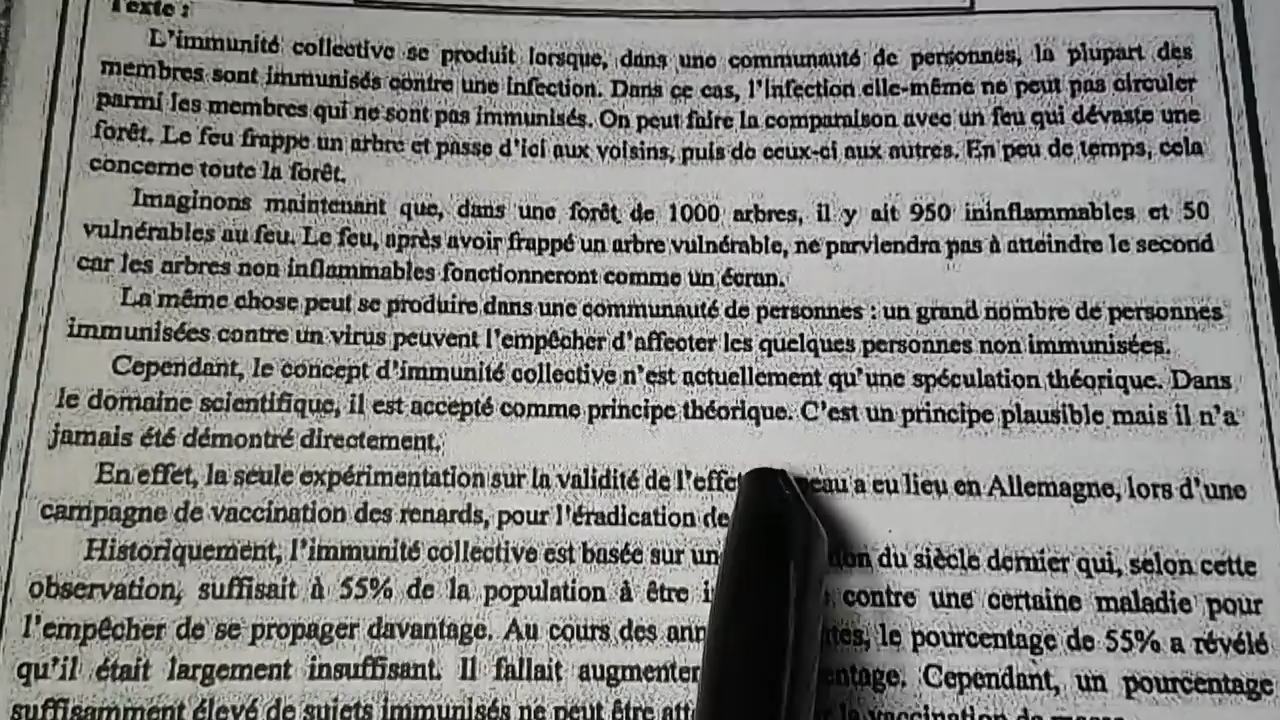 Texte :
L'immunité collective se produit lorsque, dans une communauté de personnes, la plupart des
membres sont immunisés contre une infection. Dans ce cas, l'infection elle-même ne peut pas circuler
parmi les membres qui ne sont pas immunisés. On peut faire la comparaison avec un feu qui dévaste une
forêt. Le feu frappe un arbre et passe d'ici aux voisins, puis de ceux-ci aux autres. En peu de temps, cela
concerne toute la forêt.
Imaginons maintenant que, dans une forêt de 1000 arbres, il y ait 950 ininflammables et 50
vulnérables au feu. Le feu, après avoir frappé un arbre vulnérable, ne parviendra pas à atteindre le second
car les arbres non inflammables fonctionneront comme un écran.
La même chose peut se produire dans une communauté de personnes : un grand nombre de personnes
immunisées contre un virus peuvent l'empêcher d'affecter les quelques personnes non immunisées.
Cependant, le concept d'immunité collective n'est actuellement qu'une spéculation théorique. Dans
le domaine scientifique, il est accepté comme principe théorique. C'est un principe plausible mais il n'a
jamais été démontré directement.
En effet, la seule expérimentation sur la validité de l'effet a eu lieu en Allemagne, lors d'une
campagne de vaccination des renards, pour l'éradication de
Historiquement, l'immunité collective est basée sur un du siècle dernier qui, selon cette
observation, suffisait à 55% de la population à être contre une certaine maladie pour
l'empêcher de se propager davantage. Au cours des le pourcentage de 55% a révélé
qu'il était largement insuffisant. Il fallait augmenter Cependant, un pourcentage
suffisamment élevé de sujets immunisés ne peut être la vaccination de